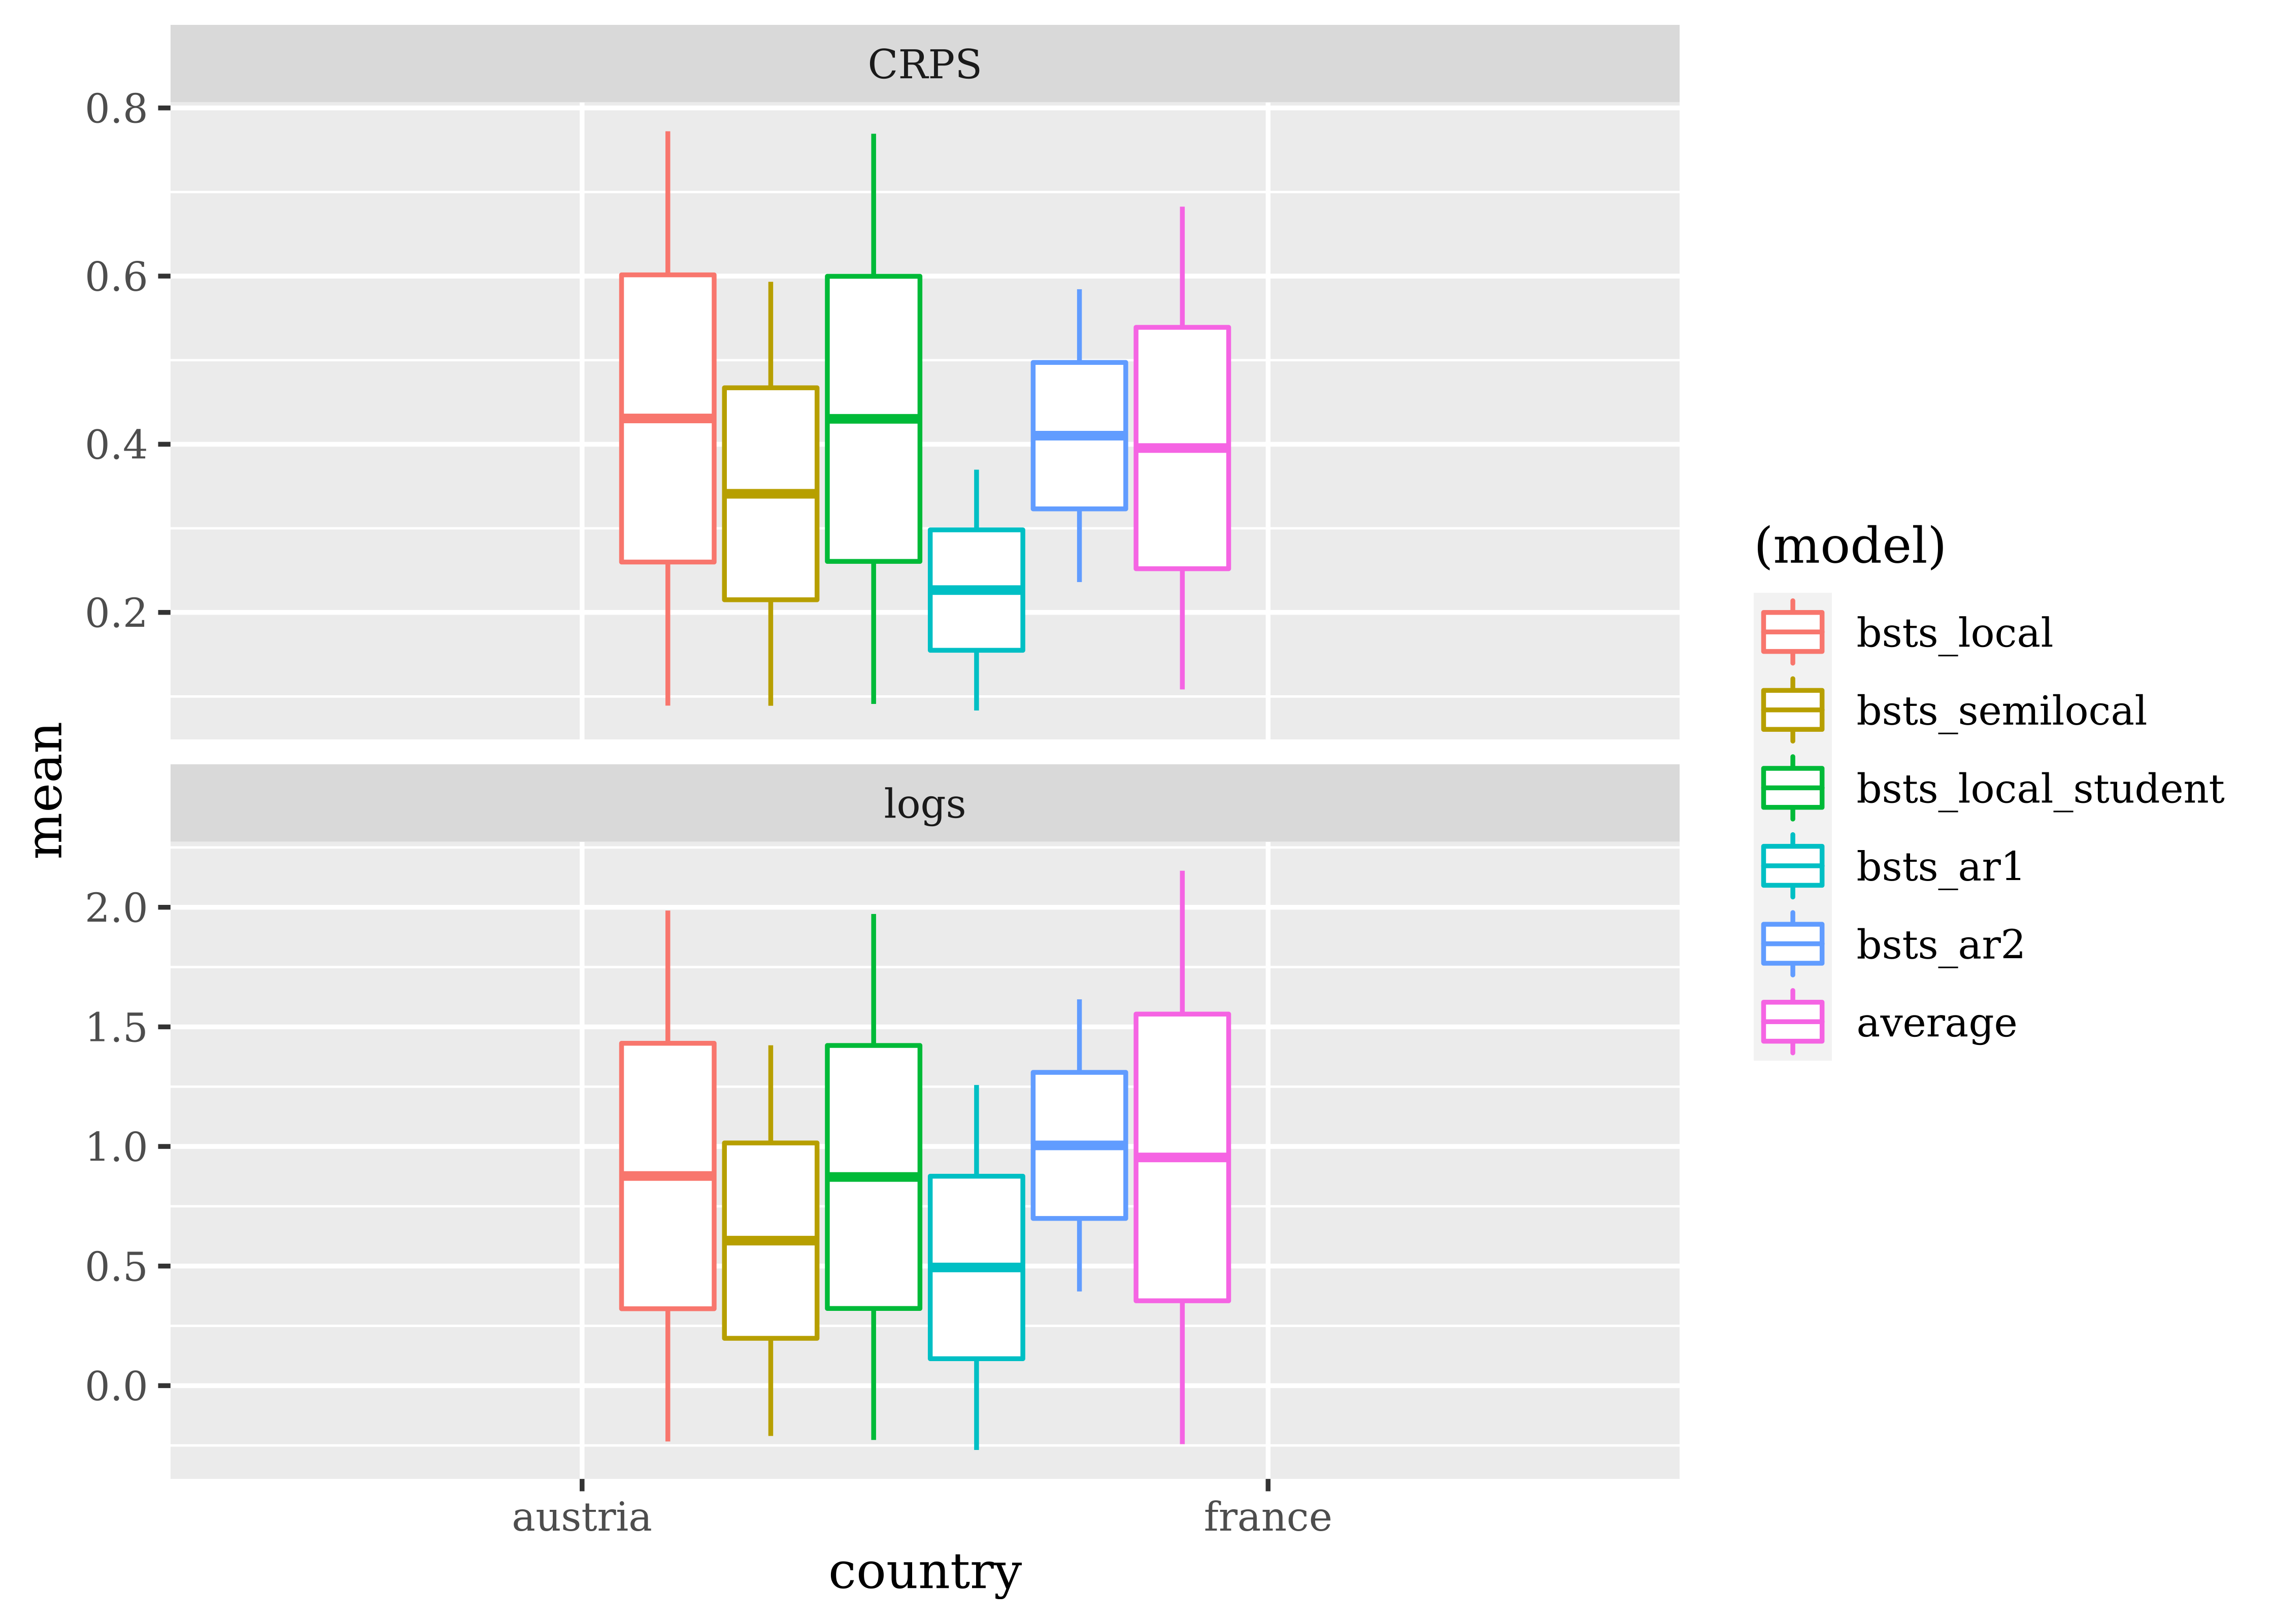 CRPS
0.8
0.6
0.4
0.2
logs
2.0
1.5
1.0
0.5
0.0
mean
austria
france
country
(model)
bsts_local
bsts_semilocal
bsts_local_student
bsts_ar1
bsts_ar2
average